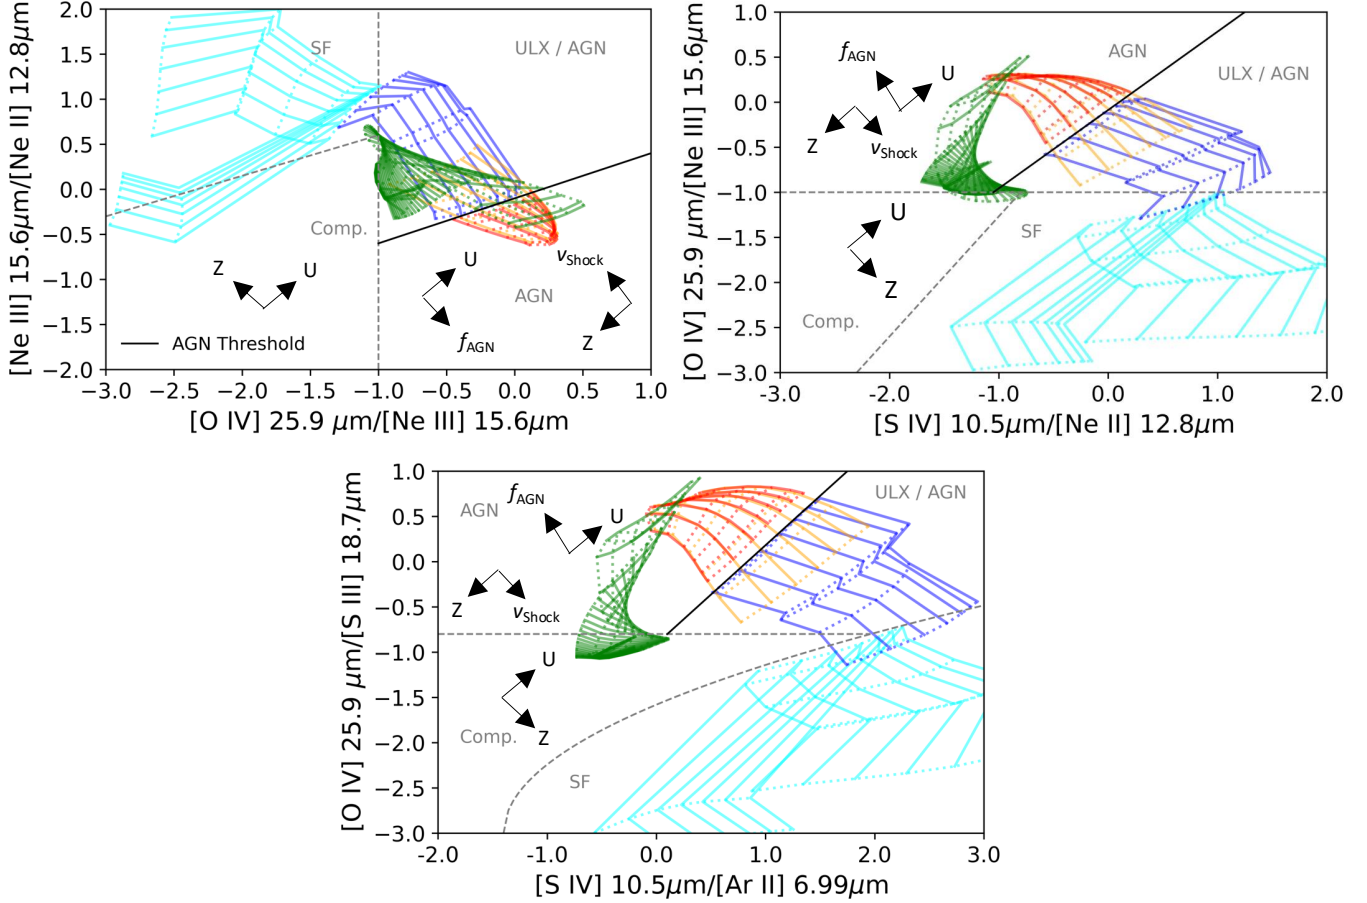 [Ne III] 15.6μm/[Ne II] 12.8μm
2.0
1.5
1.0
0.5
0.0
−0.5
−1.0
−1.5
−2.0
SF
ULX / AGN
Comp.
Z
U
U
f_AGN
v_Shock
AGN
Z
AGN Threshold
−3.0 −2.5 −2.0 −1.5 −1.0 −0.5 0.0 0.5 1.0
[O IV] 25.9 μm/[Ne III] 15.6μm
[O IV] 25.9 μm/[Ne III] 15.6μm
1.0
0.5
0.0
−0.5
−1.0
−1.5
−2.0
−2.5
−3.0
AGN
ULX / AGN
f_AGN
U
Z
v_Shock
U
Z
SF
Comp.
-3.0 -2.0 -1.0 0.0 1.0 2.0
[S IV] 10.5μm/[Ne II] 12.8μm
[O IV] 25.9 μm/[S III] 18.7μm
1.0
0.5
0.0
−0.5
−1.0
−1.5
−2.0
−2.5
−3.0
AGN
f_AGN
U
ULX / AGN
Z
v_Shock
U
Z
Comp.
SF
-2.0 -1.0 0.0 1.0 2.0 3.0
[S IV] 10.5μm/[Ar II] 6.99μm